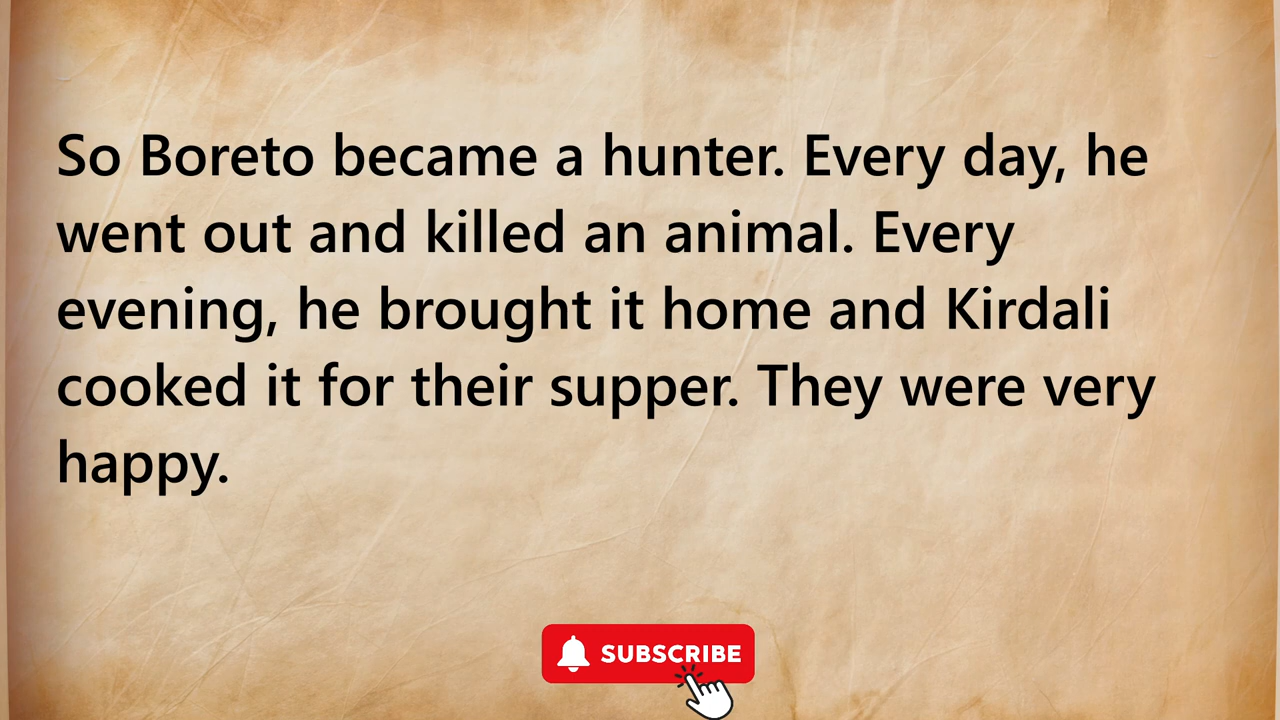 So Boreto became a hunter. Every day, he
went out and killed an animal. Every
evening, he brought it home and Kirdali
cooked it for their supper. They were very
happy.
SUBSCRIBE